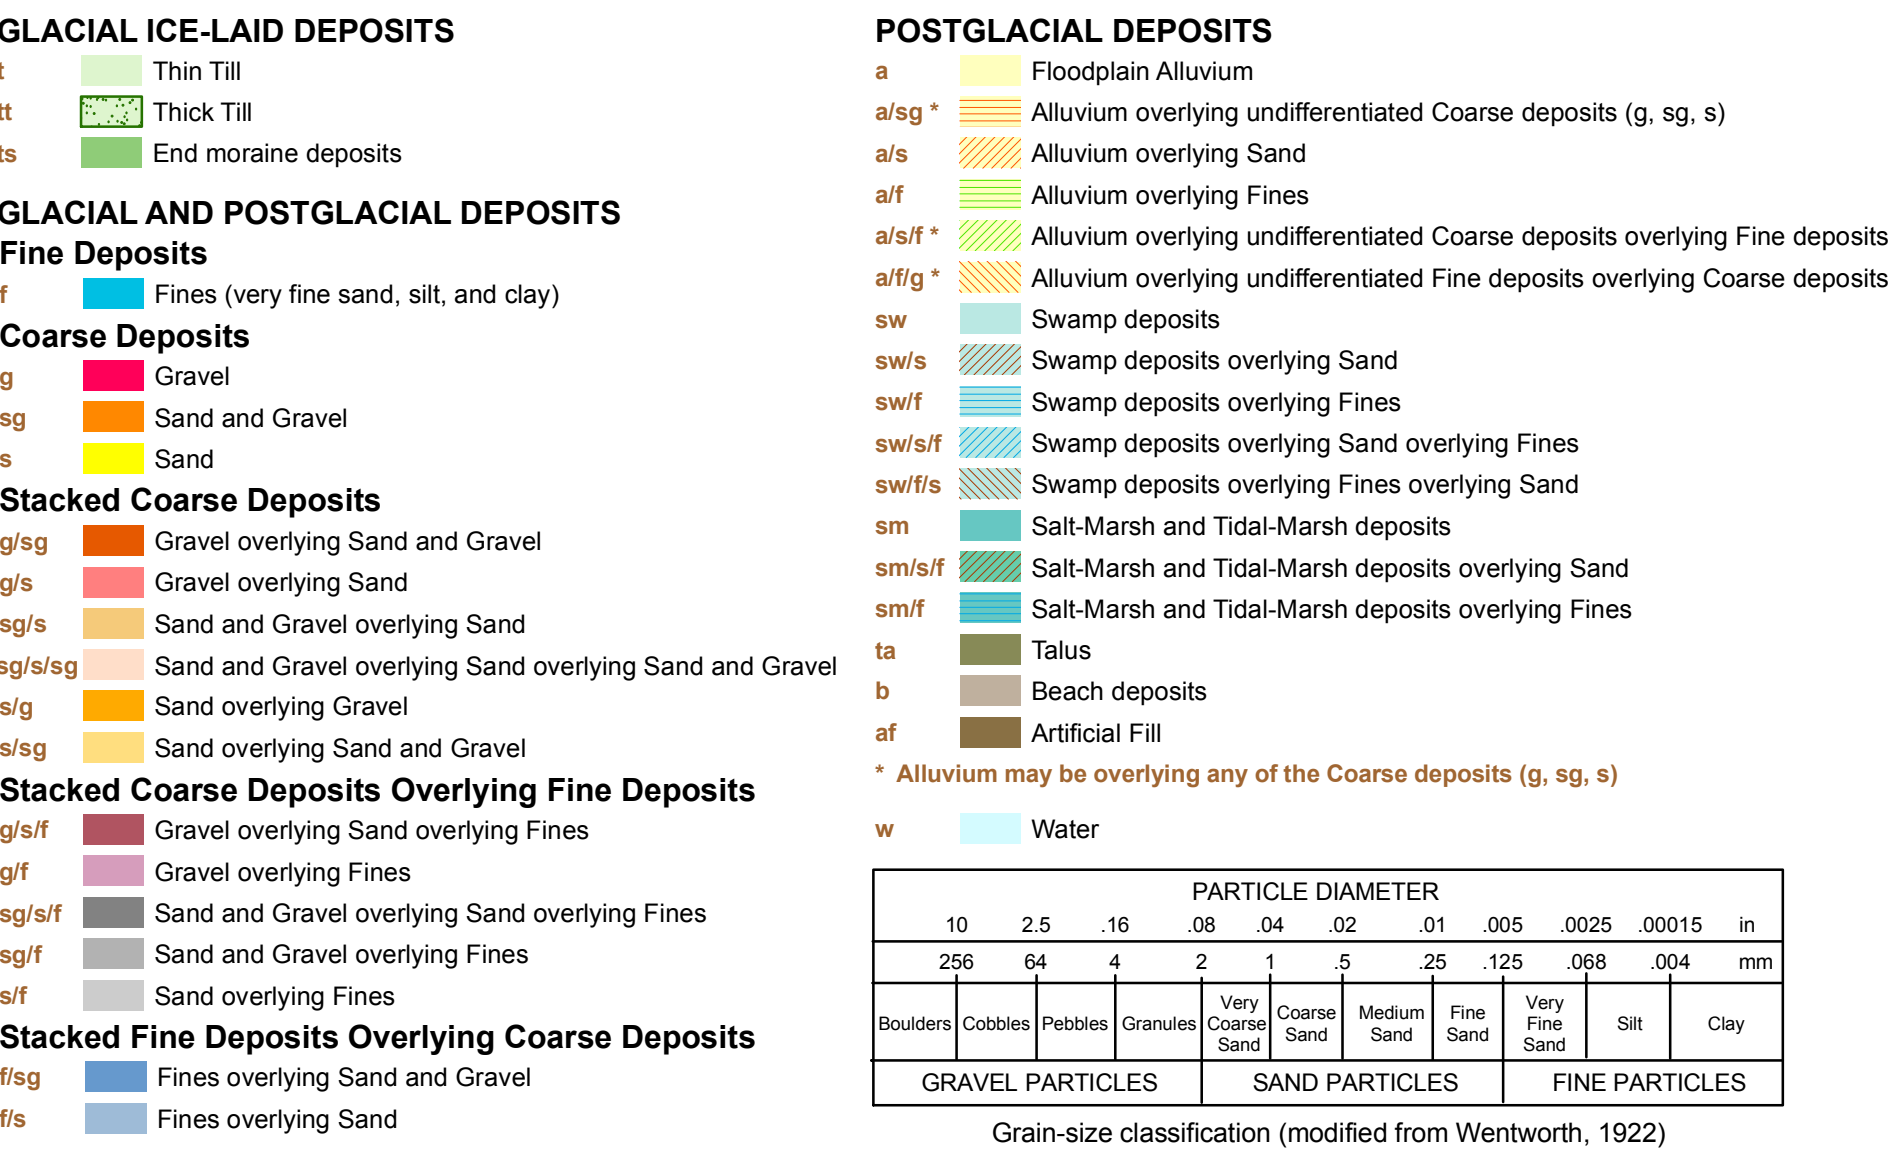 GLACIAL ICE-LAID DEPOSITS
t Thin Till
tt Thick Till
ts End moraine deposits
GLACIAL AND POSTGLACIAL DEPOSITS
Fine Deposits
f Fines (very fine sand, silt, and clay)
Coarse Deposits
g Gravel
sg Sand and Gravel
s Sand
Stacked Coarse Deposits
g/sg Gravel overlying Sand and Gravel
g/s Gravel overlying Sand
sg/s Sand and Gravel overlying Sand
sg/s/sg Sand and Gravel overlying Sand overlying Sand and Gravel
s/g Sand overlying Gravel
s/sg Sand overlying Sand and Gravel
Stacked Coarse Deposits Overlying Fine Deposits
g/s/f Gravel overlying Sand overlying Fines
g/f Gravel overlying Fines
sg/s/f Sand and Gravel overlying Sand overlying Fines
sg/f Sand and Gravel overlying Fines
s/f Sand overlying Fines
Stacked Fine Deposits Overlying Coarse Deposits
f/sg Fines overlying Sand and Gravel
f/s Fines overlying Sand
POSTGLACIAL DEPOSITS
a Floodplain Alluvium
a/sg * Alluvium overlying undifferentiated Coarse deposits (g, sg, s)
a/s Alluvium overlying Sand
a/f Alluvium overlying Fines
a/s/f * Alluvium overlying undifferentiated Coarse deposits overlying Fine deposits
a/f/g * Alluvium overlying undifferentiated Fine deposits overlying Coarse deposits
sw Swamp deposits
sw/s Swamp deposits overlying Sand
sw/f Swamp deposits overlying Fines
sw/s/f Swamp deposits overlying Sand overlying Fines
sw/f/s Swamp deposits overlying Fines overlying Sand
sm Salt-Marsh and Tidal-Marsh deposits
sm/s/f Salt-Marsh and Tidal-Marsh deposits overlying Sand
sm/f Salt-Marsh and Tidal-Marsh deposits overlying Fines
ta Talus
b Beach deposits
af Artificial Fill
* Alluvium may be overlying any of the Coarse deposits (g, sg, s)
w Water
PARTICLE DIAMETER
10 2.5 .16 .08 .04 .02 .01 .005 .0025 .00015 in
256 64 4 2 1 .5 .25 .125 .068 .004 mm
Boulders Cobbles Pebbles Granules Very Coarse Sand Coarse Sand Medium Sand Fine Sand Very Fine Sand Silt Clay
GRAVEL PARTICLES SAND PARTICLES FINE PARTICLES
Grain-size classification (modified from Wentworth, 1922)